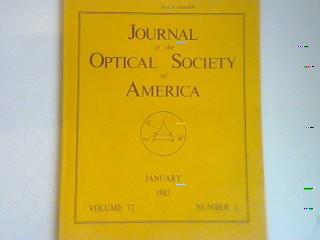 JOURNAL
of the
OPTICAL SOCIETY
of
AMERICA
JANUARY
1982
VOLUME 72 NUMBER 1